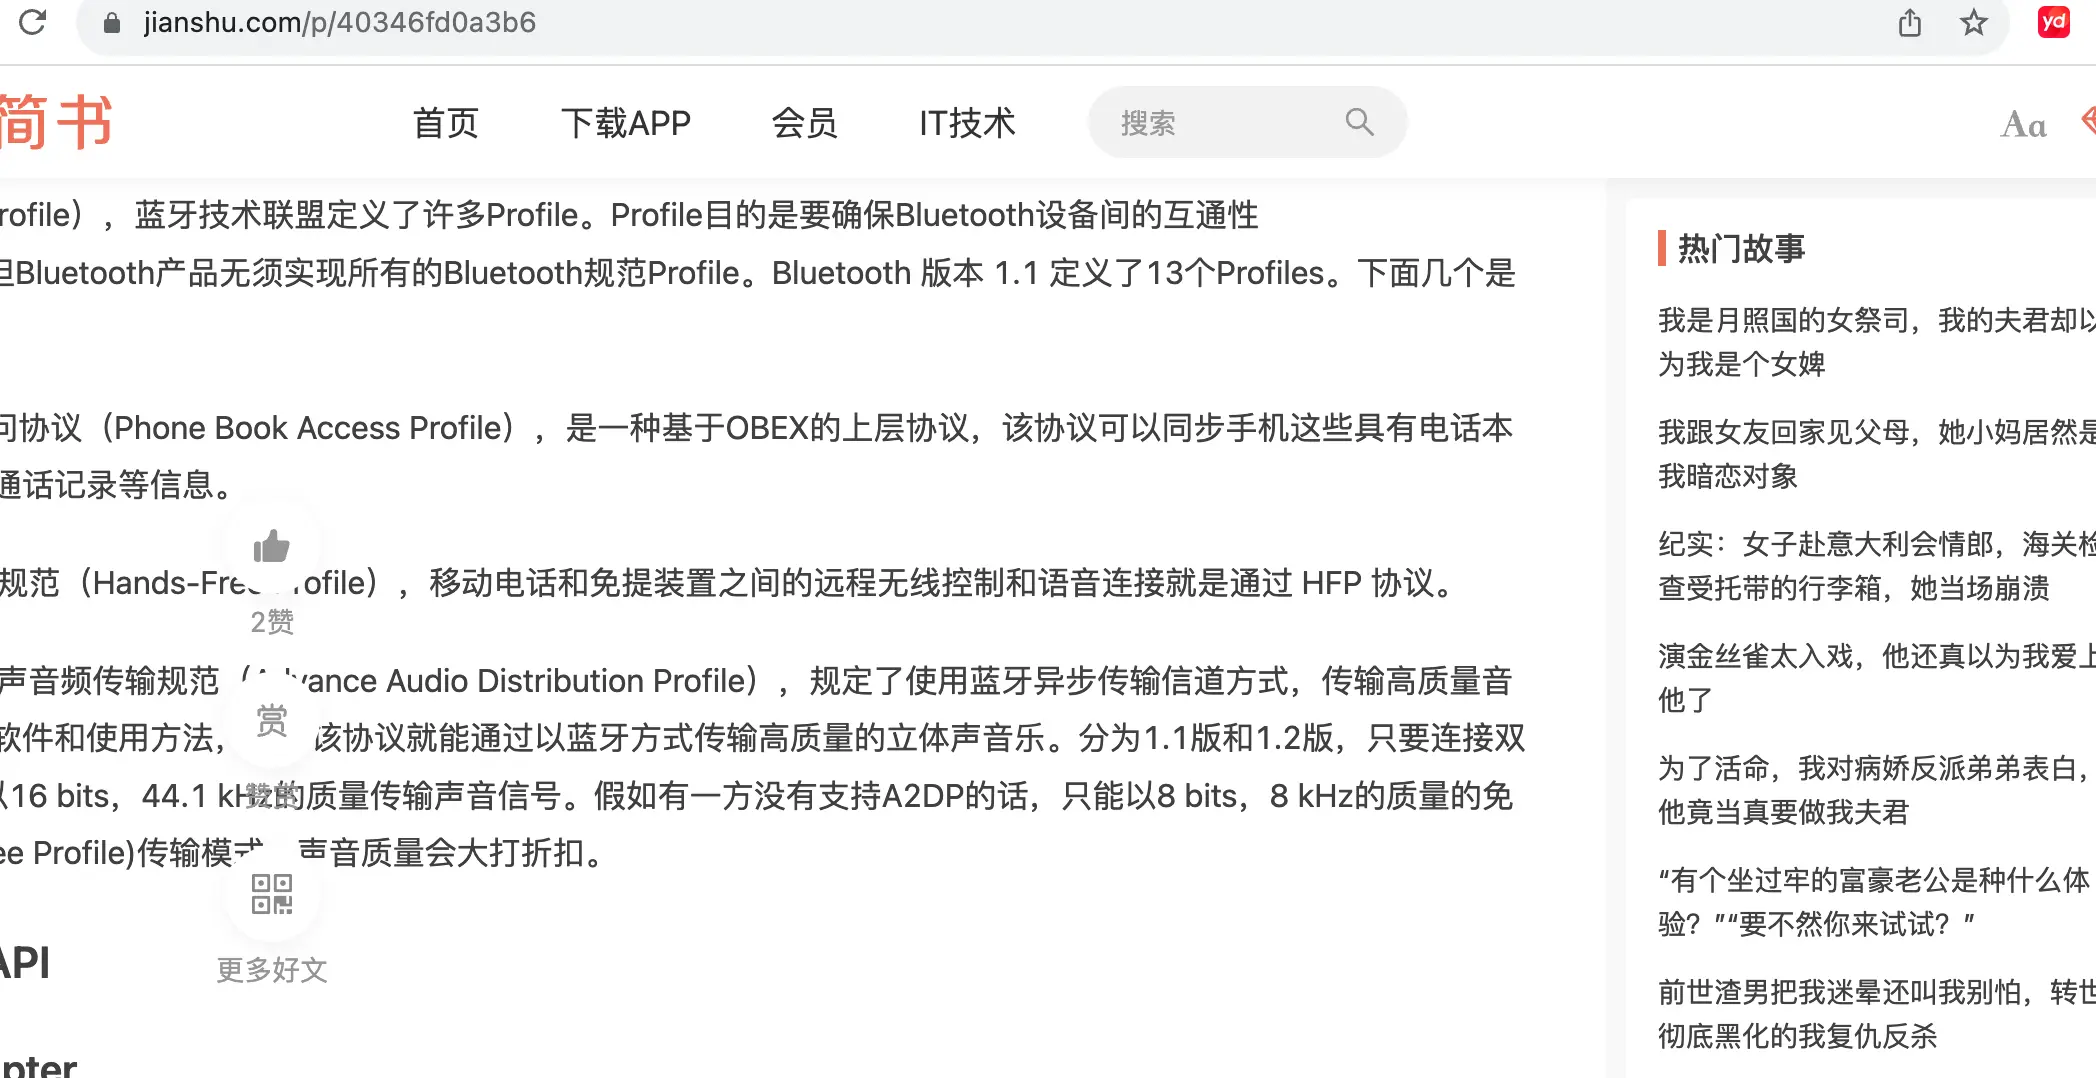 jianshu.com/p/40346fd0a3b6
yd
简书
首页
下载APP
会员
IT技术
搜索
Aa
rofile），蓝牙技术联盟定义了许多Profile。Profile目的是要确保Bluetooth设备间的互通性
但Bluetooth产品无须实现所有的Bluetooth规范Profile。Bluetooth 版本 1.1 定义了13个Profiles。下面几个是
问协议（Phone Book Access Profile），是一种基于OBEX的上层协议，该协议可以同步手机这些具有电话本
通话记录等信息。
规范（Hands-Free Profile），移动电话和免提装置之间的远程无线控制和语音连接就是通过 HFP 协议。
2赞
声音频传输规范（Advance Audio Distribution Profile），规定了使用蓝牙异步传输信道方式，传输高质量音
软件和使用方法，该协议就能通过以蓝牙方式传输高质量的立体声音乐。分为1.1版和1.2版，只要连接双
赏
以16 bits，44.1 kHz的质量传输声音信号。假如有一方没有支持A2DP的话，只能以8 bits，8 kHz的质量的免
赞赏
ee Profile)传输模式，声音质量会大打折扣。
更多好文
API
pter
热门故事
我是月照国的女祭司，我的夫君却以
为我是个女婢
我跟女友回家见父母，她小妈居然是
我暗恋对象
纪实：女子赴意大利会情郎，海关检
查受托带的行李箱，她当场崩溃
演金丝雀太入戏，他还真以为我爱上
他了
为了活命，我对病娇反派弟弟表白，
他竟当真要做我夫君
“有个坐过牢的富豪老公是种什么体
验？”“要不然你来试试？”
前世渣男把我迷晕还叫我别怕，转世
彻底黑化的我复仇反杀